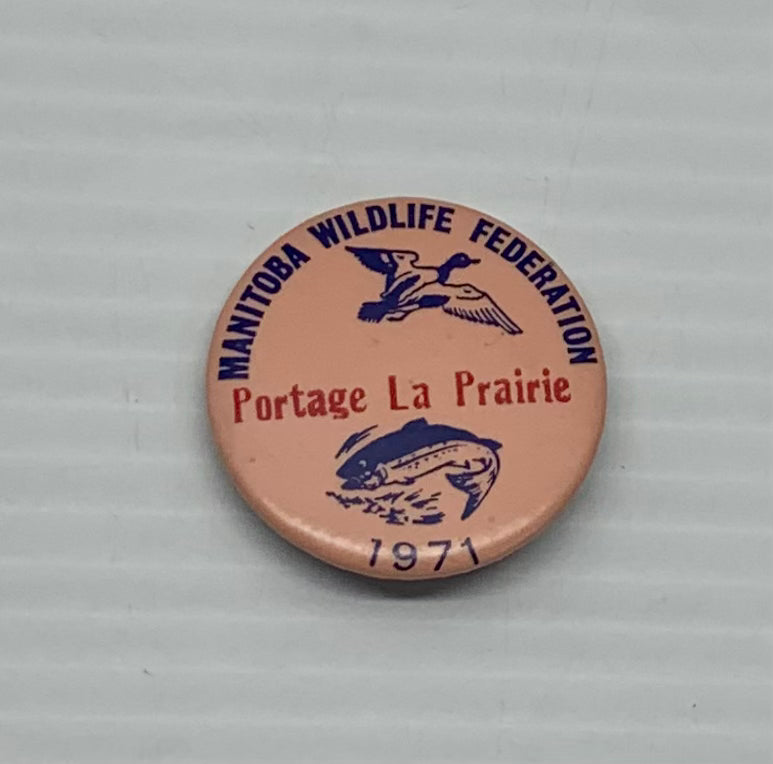 MANITOBA WILDLIFE FEDERATION
Portage La Prairie
1971